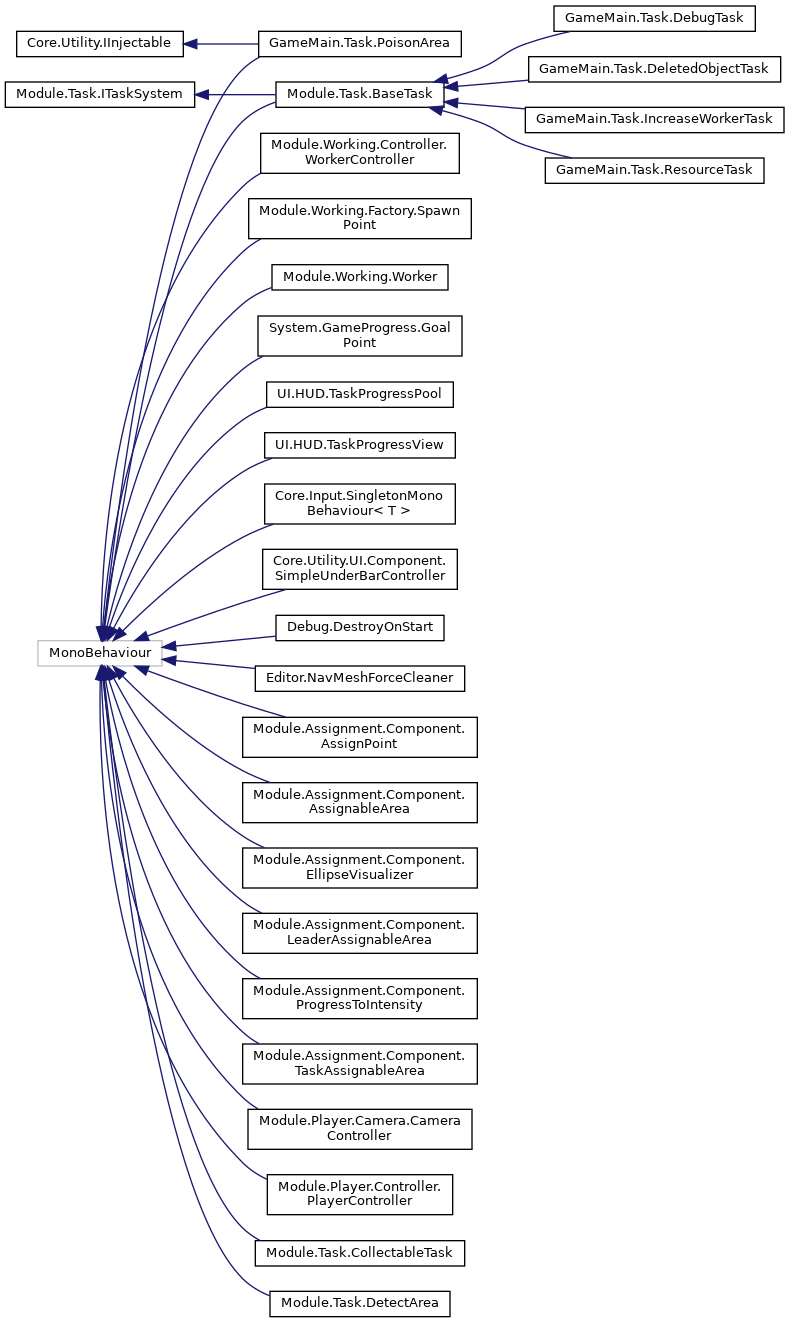 Core.Utility.IInjectable
Module.Task.ITaskSystem
MonoBehaviour
GameMain.Task.PoisonArea
Module.Task.BaseTask
Module.Working.Controller.
WorkerController
Module.Working.Factory.Spawn
Point
Module.Working.Worker
System.GameProgress.Goal
Point
UI.HUD.TaskProgressPool
UI.HUD.TaskProgressView
Core.Input.SingletonMono
Behaviour< T >
Core.Utility.UI.Component.
SimpleUnderBarController
Debug.DestroyOnStart
Editor.NavMeshForceCleaner
Module.Assignment.Component.
AssignPoint
Module.Assignment.Component.
AssignableArea
Module.Assignment.Component.
EllipseVisualizer
Module.Assignment.Component.
LeaderAssignableArea
Module.Assignment.Component.
ProgressToIntensity
Module.Assignment.Component.
TaskAssignableArea
Module.Player.Camera.Camera
Controller
Module.Player.Controller.
PlayerController
Module.Task.CollectableTask
Module.Task.DetectArea
GameMain.Task.DebugTask
GameMain.Task.DeletedObjectTask
GameMain.Task.IncreaseWorkerTask
GameMain.Task.ResourceTask